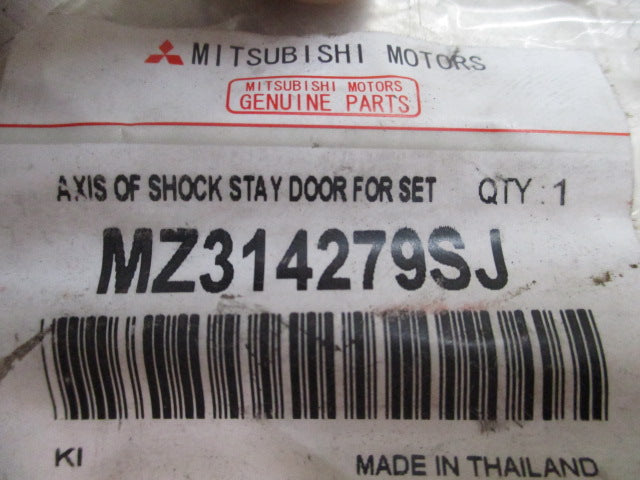 MITSUBISHI MOTORS
MITSUBISHI MOTORS
GENUINE PARTS
AXIS OF SHOCK STAY DOOR FOR SET QTY : 1
MZ314279SJ
KI
MADE IN THAILAND